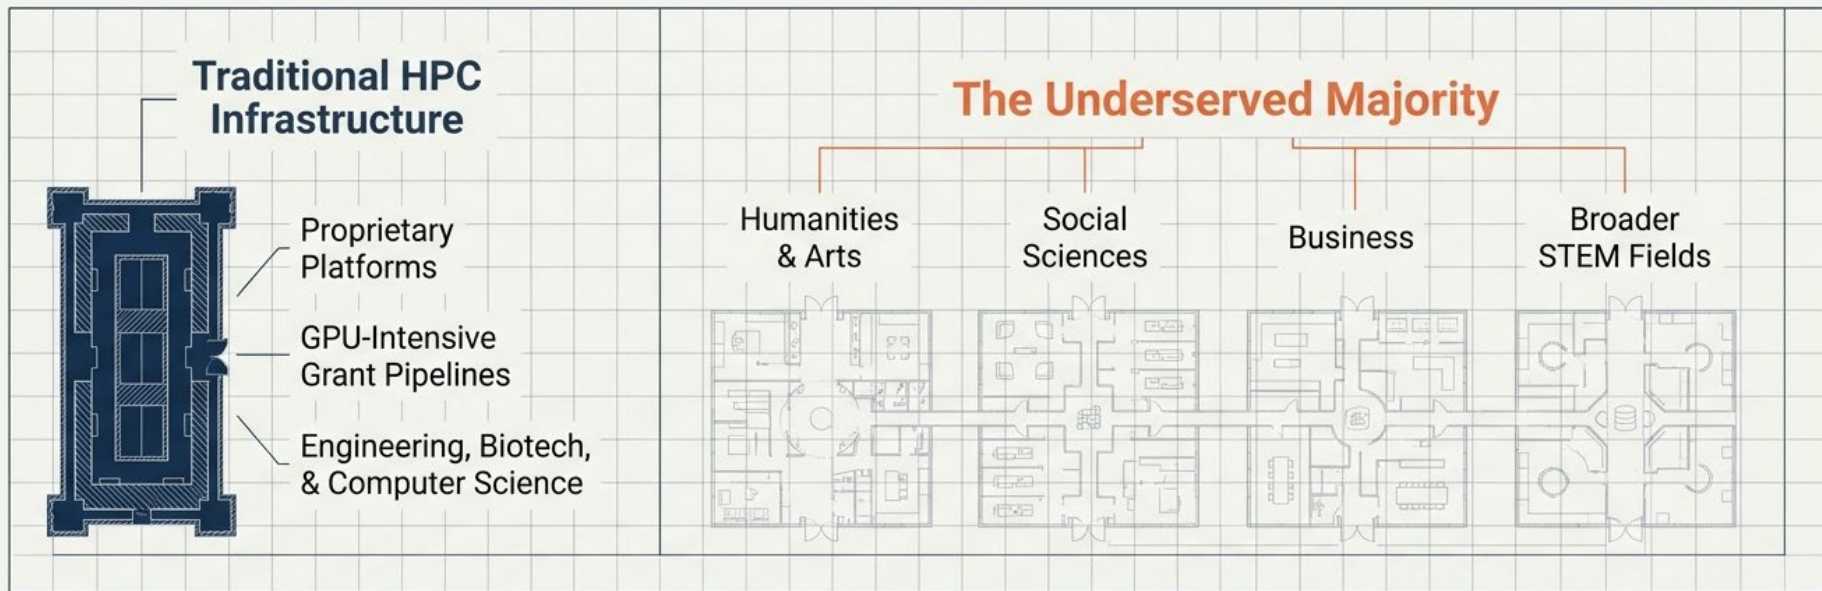 Traditional HPC
Infrastructure
Proprietary
Platforms
GPU-Intensive
Grant Pipelines
Engineering, Biotech,
& Computer Science
The Underserved Majority
Humanities
& Arts
Social
Sciences
Business
Broader
STEM Fields